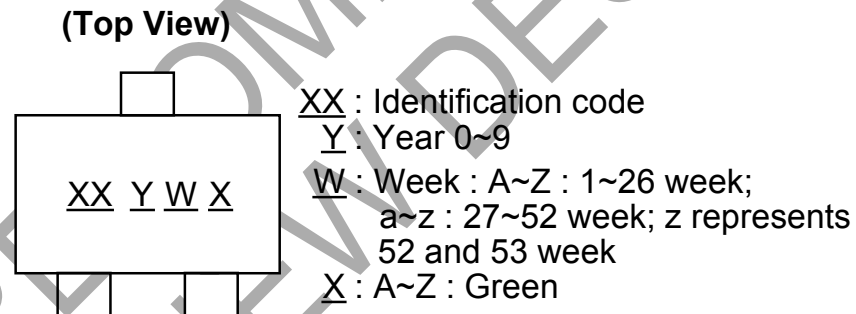 (Top View)
XX : Identification code
Y : Year 0~9
XX Y W X
W : Week : A~Z : 1~26 week;
a~z : 27~52 week; z represents
52 and 53 week
X : A~Z : Green